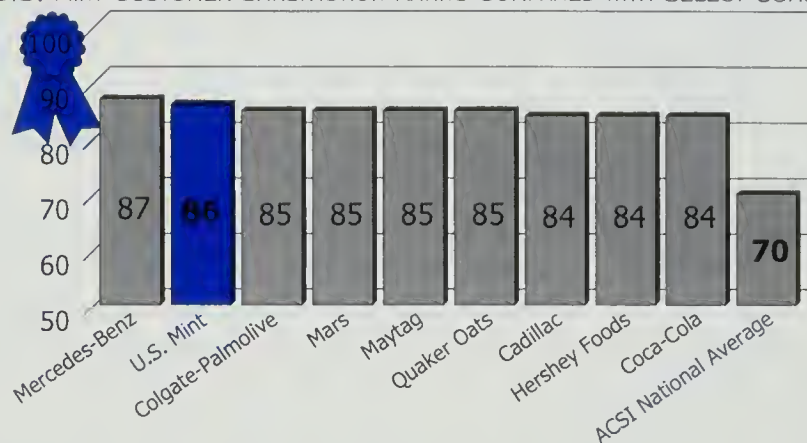 100
90
80
70
60
50
87
86
85
85
85
85
84
84
84
70
Mercedes-Benz
U.S. Mint
Colgate-Palmolive
Mars
Maytag
Quaker Oats
Cadillac
Hershey Foods
Coca-Cola
ACSI National Average